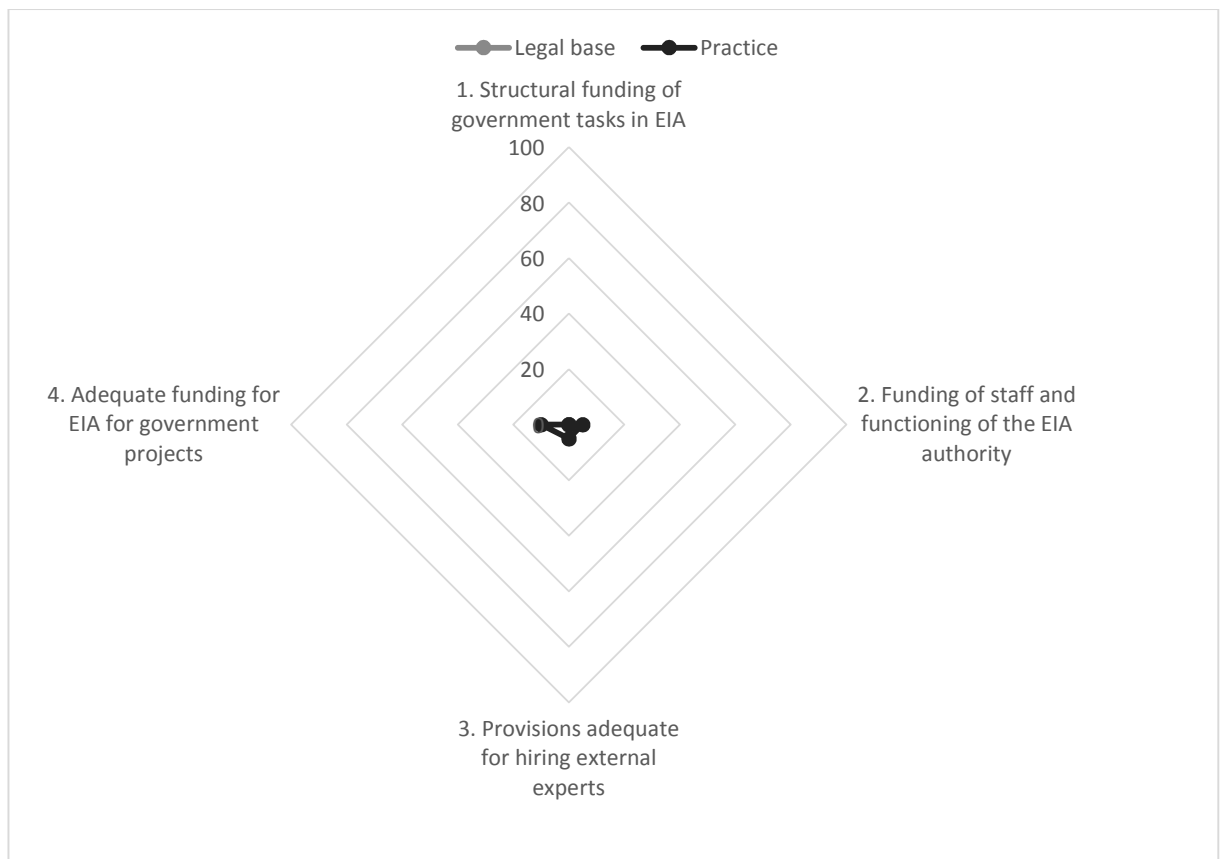 Legal base
Practice
1. Structural funding of
government tasks in EIA
100
80
60
40
20
4. Adequate funding for
EIA for government
projects
2. Funding of staff and
functioning of the EIA
authority
3. Provisions adequate
for hiring external
experts